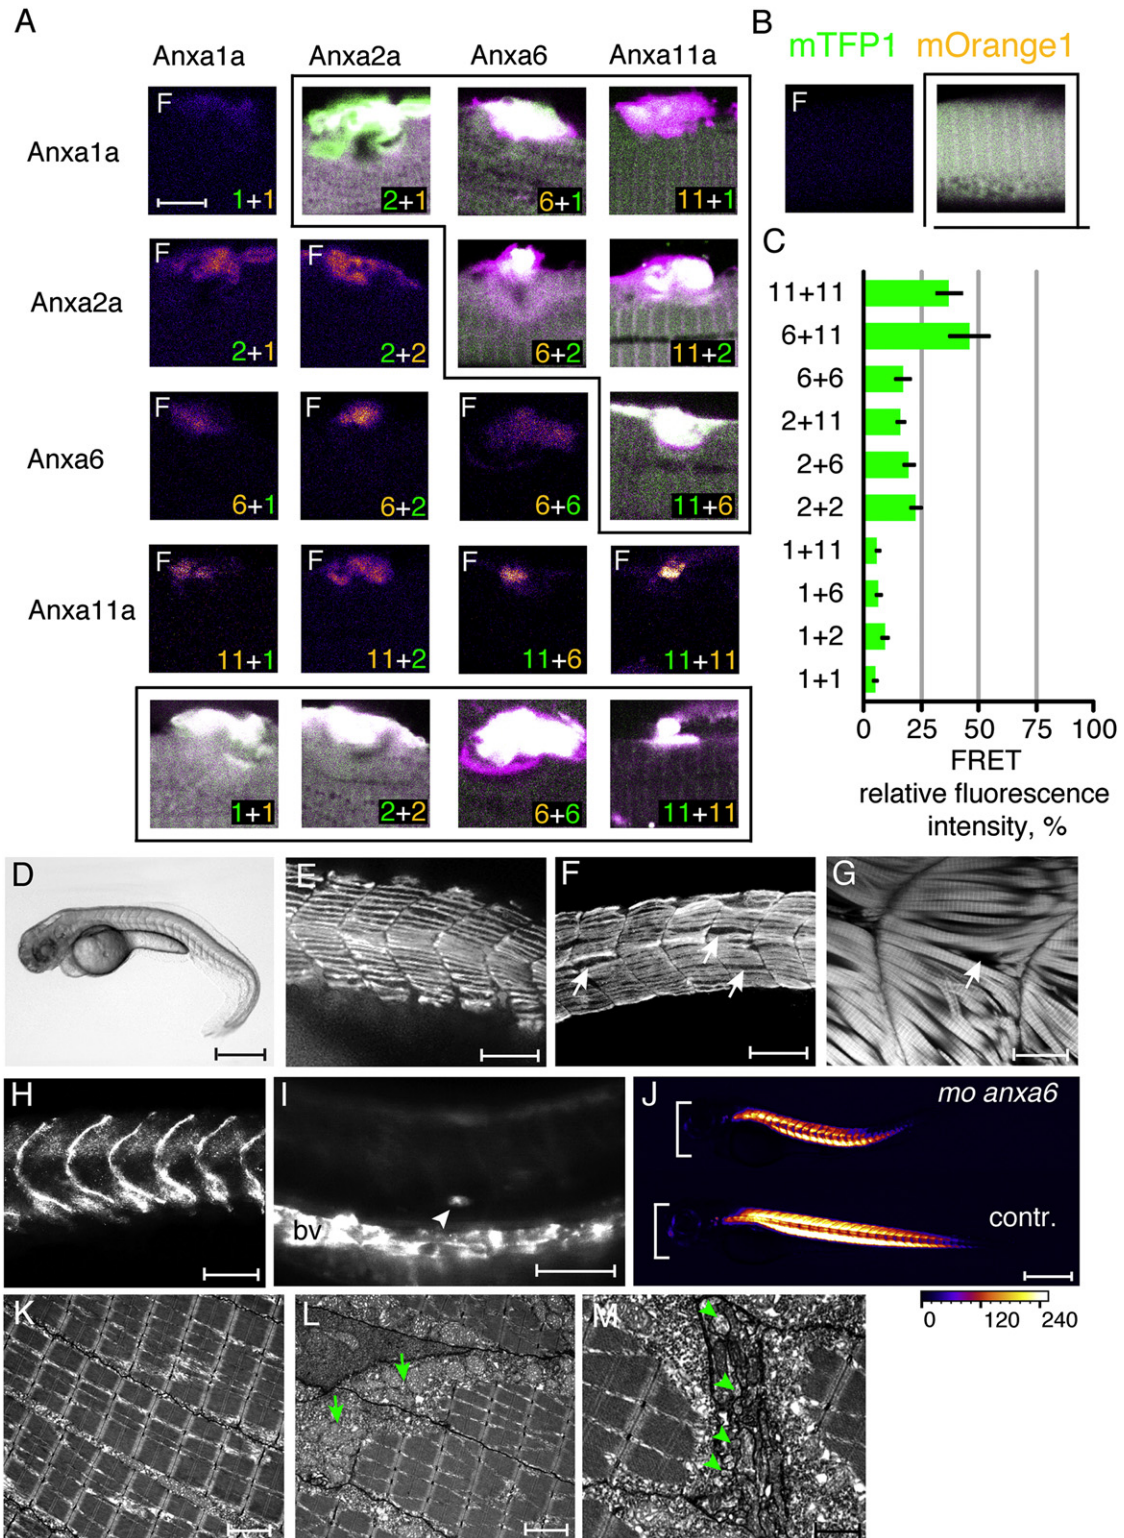 A
Anxa1a Anxa2a Anxa6 Anxa11a
Anxa1a
F
1+1
2+1
6+1
11+1
Anxa2a
F
2+1
F
2+2
6+2
11+2
Anxa6
F
6+1
F
6+2
F
6+6
11+6
Anxa11a
F
11+1
F
11+2
F
11+6
F
11+11
1+1
2+2
6+6
11+11
B
mTFP1 mOrange1
F
C
11+11
6+11
6+6
2+11
2+6
2+2
1+11
1+6
1+2
1+1
0 25 50 75 100
FRET
relative fluorescence
intensity, %
D
E
F
G
H
I
bv
J
mo anxa6
contr.
0 120 240
K
L
M